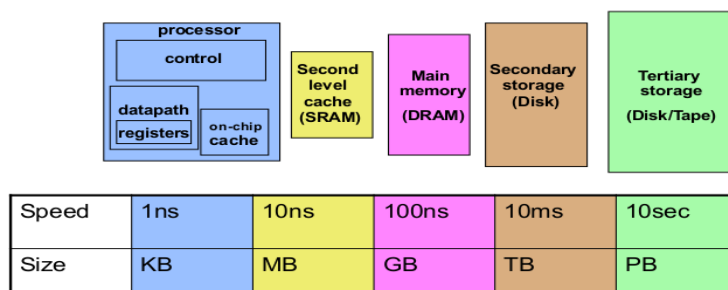 processor
control
datapath
registers
on-chip
cache
Second
level
cache
(SRAM)
Main
memory
(DRAM)
Secondary
storage
(Disk)
Tertiary
storage
(Disk/Tape)
Speed 1ns 10ns 100ns 10ms 10sec
Size KB MB GB TB PB